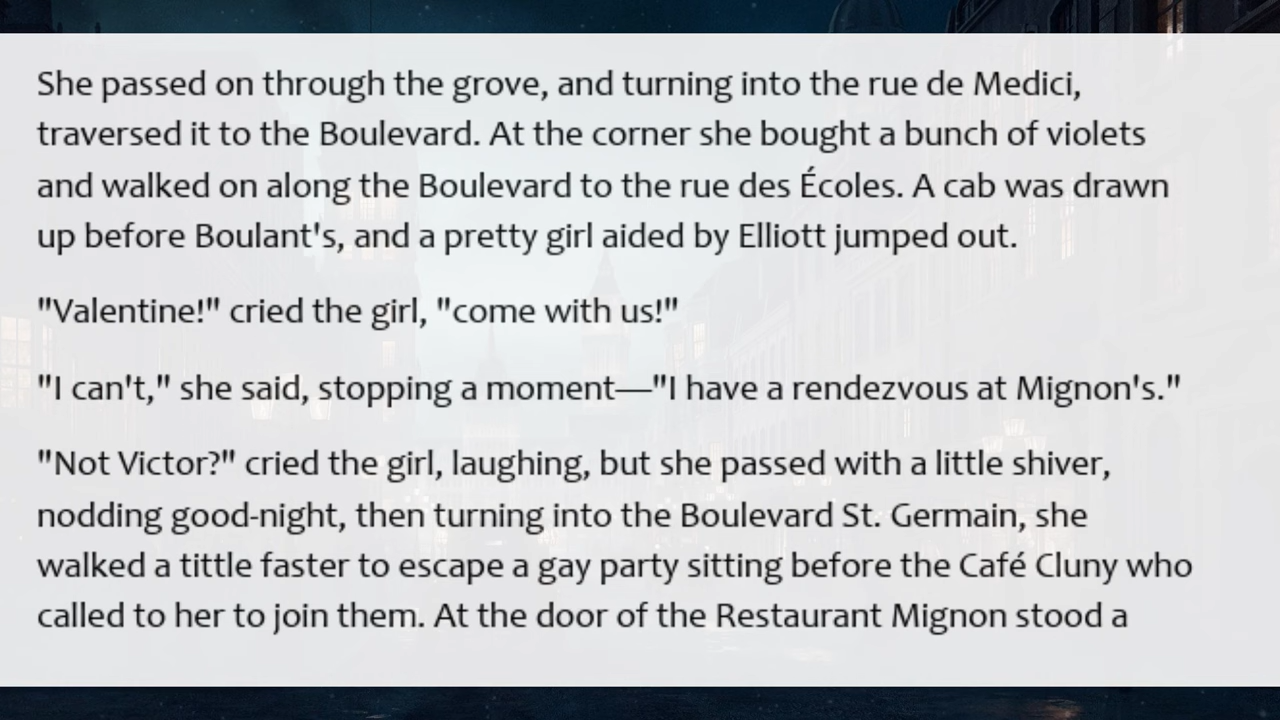 She passed on through the grove, and turning into the rue de Medici,
traversed it to the Boulevard. At the corner she bought a bunch of violets
and walked on along the Boulevard to the rue des Écoles. A cab was drawn
up before Boulant's, and a pretty girl aided by Elliott jumped out.
"Valentine!" cried the girl, "come with us!"
"I can't," she said, stopping a moment—"I have a rendezvous at Mignon's."
"Not Victor?" cried the girl, laughing, but she passed with a little shiver,
nodding good-night, then turning into the Boulevard St. Germain, she
walked a tittle faster to escape a gay party sitting before the Café Cluny who
called to her to join them. At the door of the Restaurant Mignon stood a